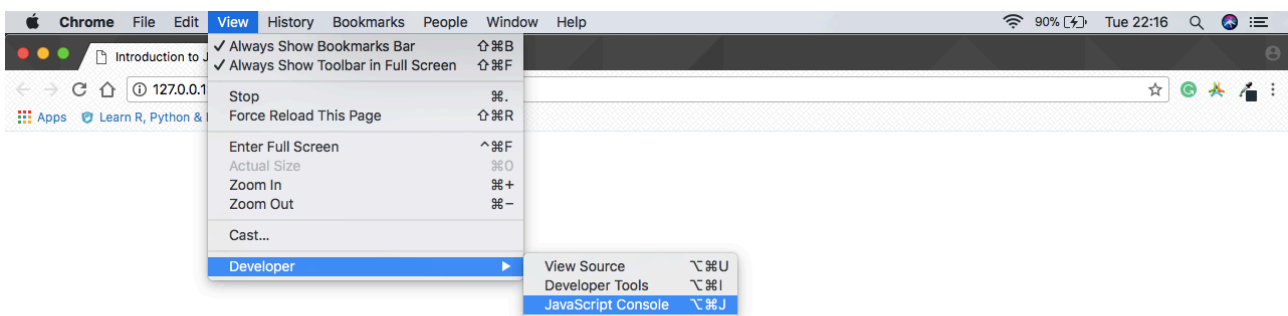 Chrome File Edit View History Bookmarks People Window Help 90% Tue 22:16
Introduction to J
127.0.0.1
Apps Learn R, Python &
✓ Always Show Bookmarks Bar ⇧⌘B
✓ Always Show Toolbar in Full Screen ⇧⌘F
Stop ⌘.
Force Reload This Page ⇧⌘R
Enter Full Screen ^⌘F
Actual Size ⌘0
Zoom In ⌘+
Zoom Out ⌘−
Cast...
Developer ▶
View Source ⌥⌘U
Developer Tools ⌥⌘I
JavaScript Console ⌥⌘J